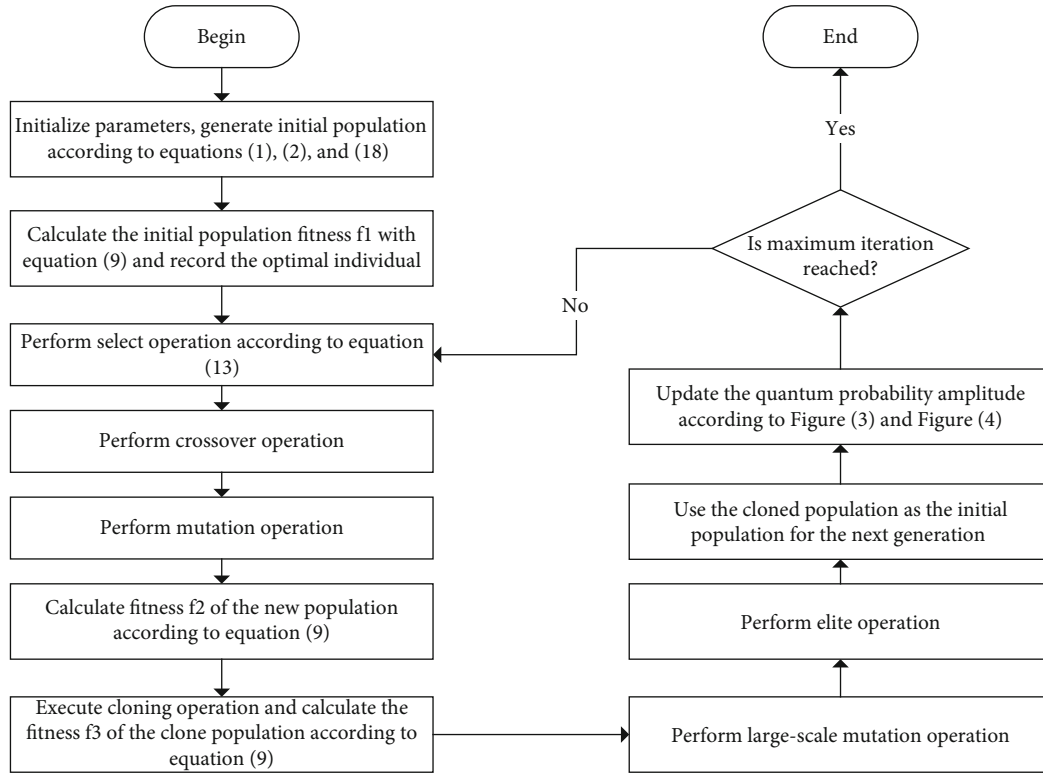 Begin
Initialize parameters, generate initial population
according to equations (1), (2), and (18)
Calculate the initial population fitness f1 with
equation (9) and record the optimal individual
Perform select operation according to equation
(13)
Perform crossover operation
Perform mutation operation
Calculate fitness f2 of the new population
according to equation (9)
Execute cloning operation and calculate the
fitness f3 of the clone population according to
equation (9)
Perform large-scale mutation operation
Perform elite operation
Use the cloned population as the initial
population for the next generation
Update the quantum probability amplitude
according to Figure (3) and Figure (4)
Is maximum iteration
reached?
No
Yes
End